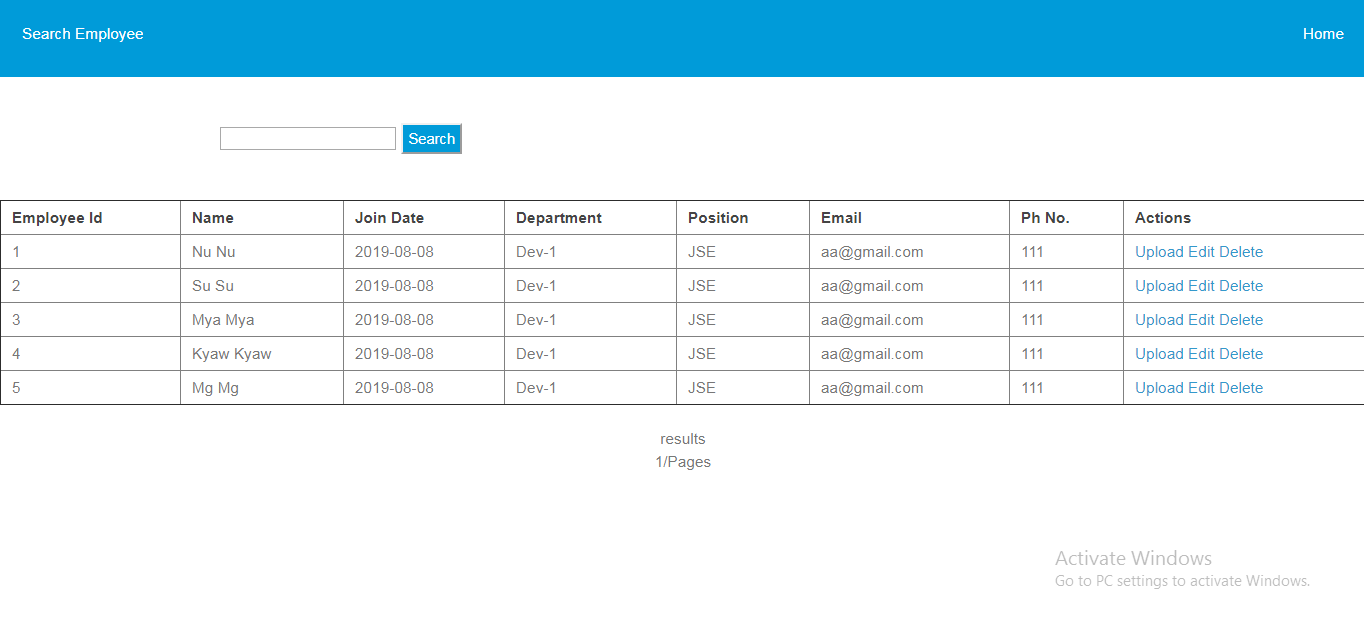 Search Employee Home
Search
Employee Id Name Join Date Department Position Email Ph No. Actions
1 Nu Nu 2019-08-08 Dev-1 JSE aa@gmail.com 111 Upload Edit Delete
2 Su Su 2019-08-08 Dev-1 JSE aa@gmail.com 111 Upload Edit Delete
3 Mya Mya 2019-08-08 Dev-1 JSE aa@gmail.com 111 Upload Edit Delete
4 Kyaw Kyaw 2019-08-08 Dev-1 JSE aa@gmail.com 111 Upload Edit Delete
5 Mg Mg 2019-08-08 Dev-1 JSE aa@gmail.com 111 Upload Edit Delete
results
1/Pages
Activate Windows
Go to PC settings to activate Windows.